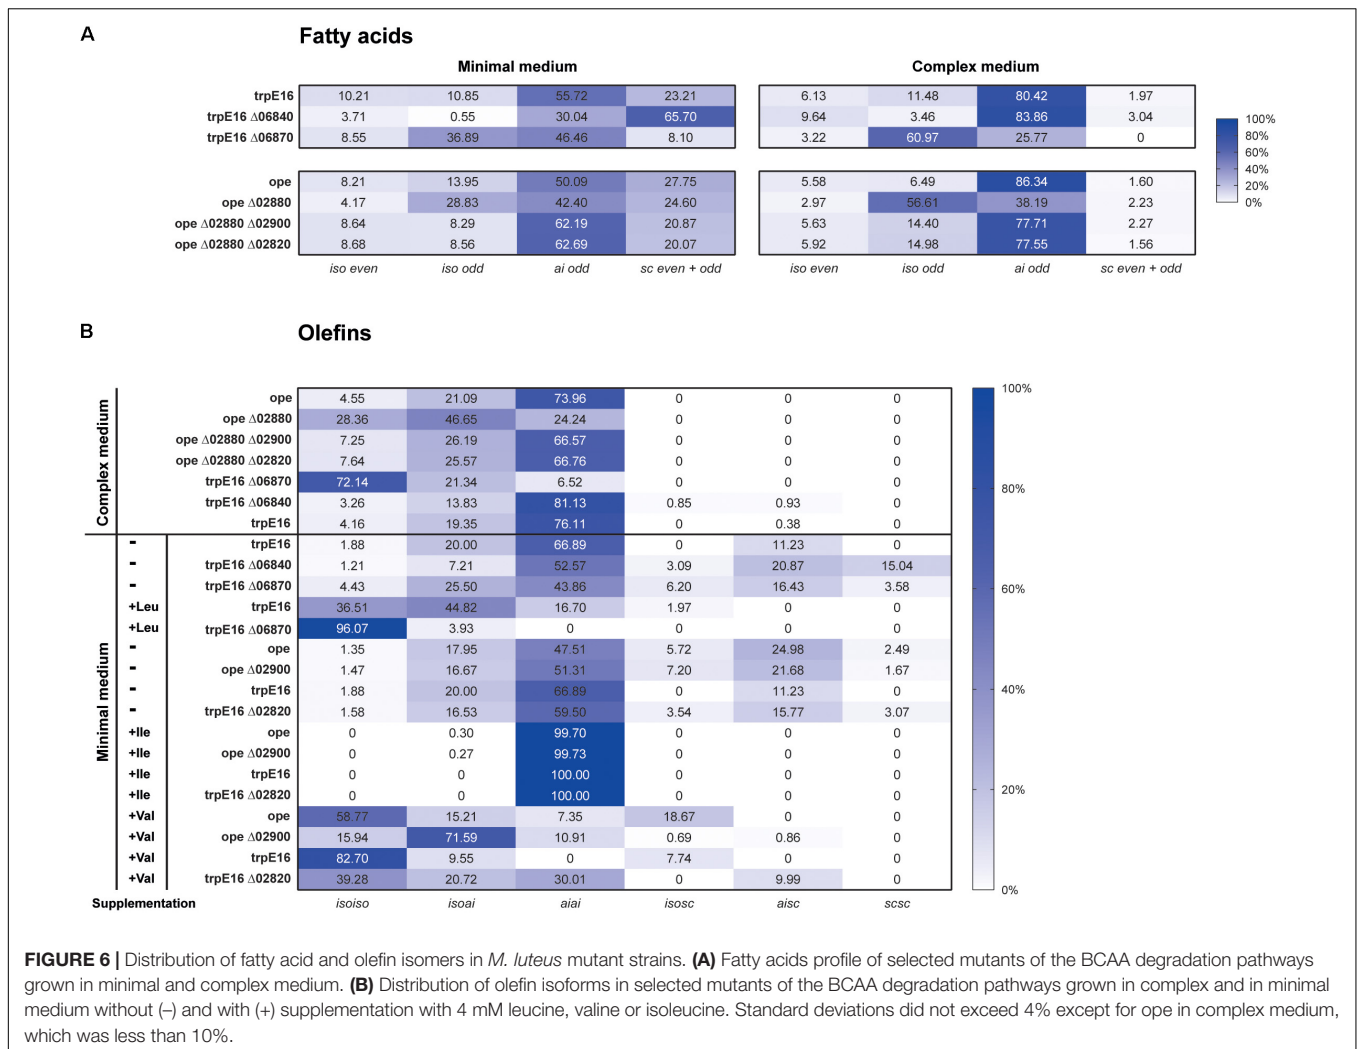 A
Fatty acids
Minimal medium Complex medium
trpE16 10.21 10.85 55.72 23.21 6.13 11.48 80.42 1.97
trpE16 Δ06840 3.71 0.55 30.04 65.70 9.64 3.46 83.86 3.04
trpE16 Δ06870 8.55 36.89 46.46 8.10 3.22 60.97 25.77 0
100%
80%
60%
40%
20%
0%
ope 8.21 13.95 50.09 27.75 5.58 6.49 86.34 1.60
ope Δ02880 4.17 28.83 42.40 24.60 2.97 56.61 38.19 2.23
ope Δ02880 Δ02900 8.64 8.29 62.19 20.87 5.63 14.40 77.71 2.27
ope Δ02880 Δ02820 8.68 8.56 62.69 20.07 5.92 14.98 77.55 1.56
iso even iso odd ai odd sc even + odd iso even iso odd ai odd sc even + odd
B
Olefins
Complex medium
ope 4.55 21.09 73.96 0 0 0
ope Δ02880 28.36 46.65 24.24 0 0 0
ope Δ02880 Δ02900 7.25 26.19 66.57 0 0 0
ope Δ02880 Δ02820 7.64 25.57 66.76 0 0 0
trpE16 Δ06870 72.14 21.34 6.52 0 0 0
trpE16 Δ06840 3.26 13.83 81.13 0.85 0.93 0
trpE16 4.16 19.35 76.11 0 0.38 0
Minimal medium
- trpE16 1.88 20.00 66.89 0 11.23 0
- trpE16 Δ06840 1.21 7.21 52.57 3.09 20.87 15.04
- trpE16 Δ06870 4.43 25.50 43.86 6.20 16.43 3.58
+Leu trpE16 36.51 44.82 16.70 1.97 0 0
+Leu trpE16 Δ06870 96.07 3.93 0 0 0 0
- ope 1.35 17.95 47.51 5.72 24.98 2.49
- ope Δ02900 1.47 16.67 51.31 7.20 21.68 1.67
- trpE16 1.88 20.00 66.89 0 11.23 0
- trpE16 Δ02820 1.58 16.53 59.50 3.54 15.77 3.07
+Ile ope 0 0.30 99.70 0 0 0
+Ile ope Δ02900 0 0.27 99.73 0 0 0
+Ile trpE16 0 0 100.00 0 0 0
+Ile trpE16 Δ02820 0 0 100.00 0 0 0
+Val ope 58.77 15.21 7.35 18.67 0 0
+Val ope Δ02900 15.94 71.59 10.91 0.69 0.86 0
+Val trpE16 82.70 9.55 0 7.74 0 0
+Val trpE16 Δ02820 39.28 20.72 30.01 0 9.99 0
Supplementation isoiso isoai aiai isosc aisc scsc
100%
80%
60%
40%
20%
0%
FIGURE 6 | Distribution of fatty acid and olefin isomers in M. luteus mutant strains. (A) Fatty acids profile of selected mutants of the BCAA degradation pathways
grown in minimal and complex medium. (B) Distribution of olefin isoforms in selected mutants of the BCAA degradation pathways grown in complex and in minimal
medium without (–) and with (+) supplementation with 4 mM leucine, valine or isoleucine. Standard deviations did not exceed 4% except for ope in complex medium,
which was less than 10%.